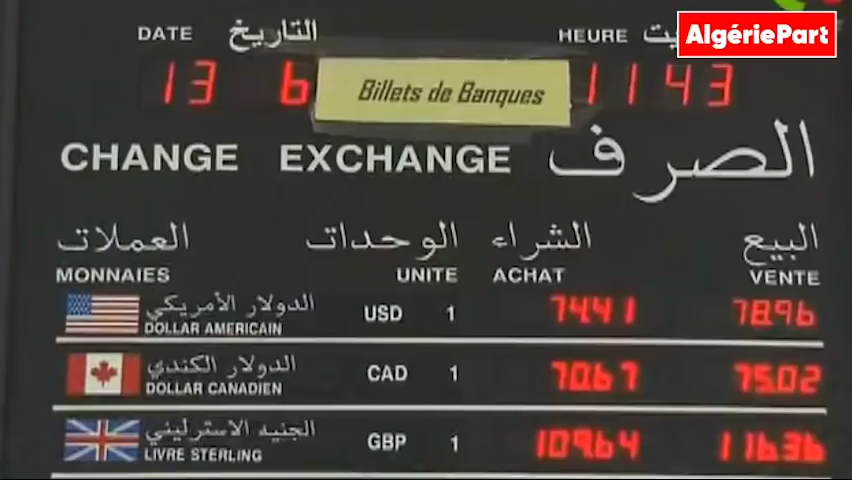 AlgériePart
DATE التاريخ HEURE
13 6 Billets de Banques 11 43
CHANGE EXCHANGE الصرف
العملات الوحدات الشراء البيع
MONNAIES UNITE ACHAT VENTE
الدولار الأمريكي
DOLLAR AMERICAIN USD 1 74.41 78.96
الدولار الكندي
DOLLAR CANADIEN CAD 1 70.67 75.02
الجنيه الاسترليني
LIVRE STERLING GBP 1 109.64 116.36